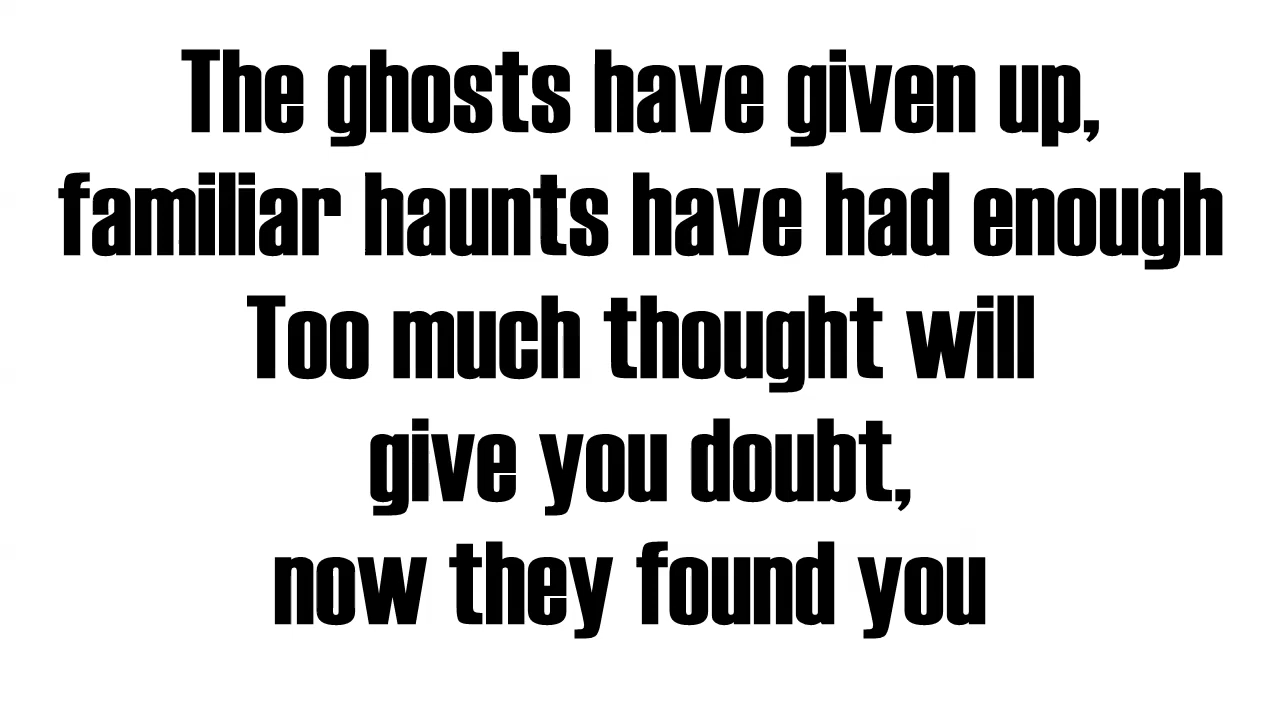 The ghosts have given up,
familiar haunts have had enough
Too much thought will
give you doubt,
now they found you